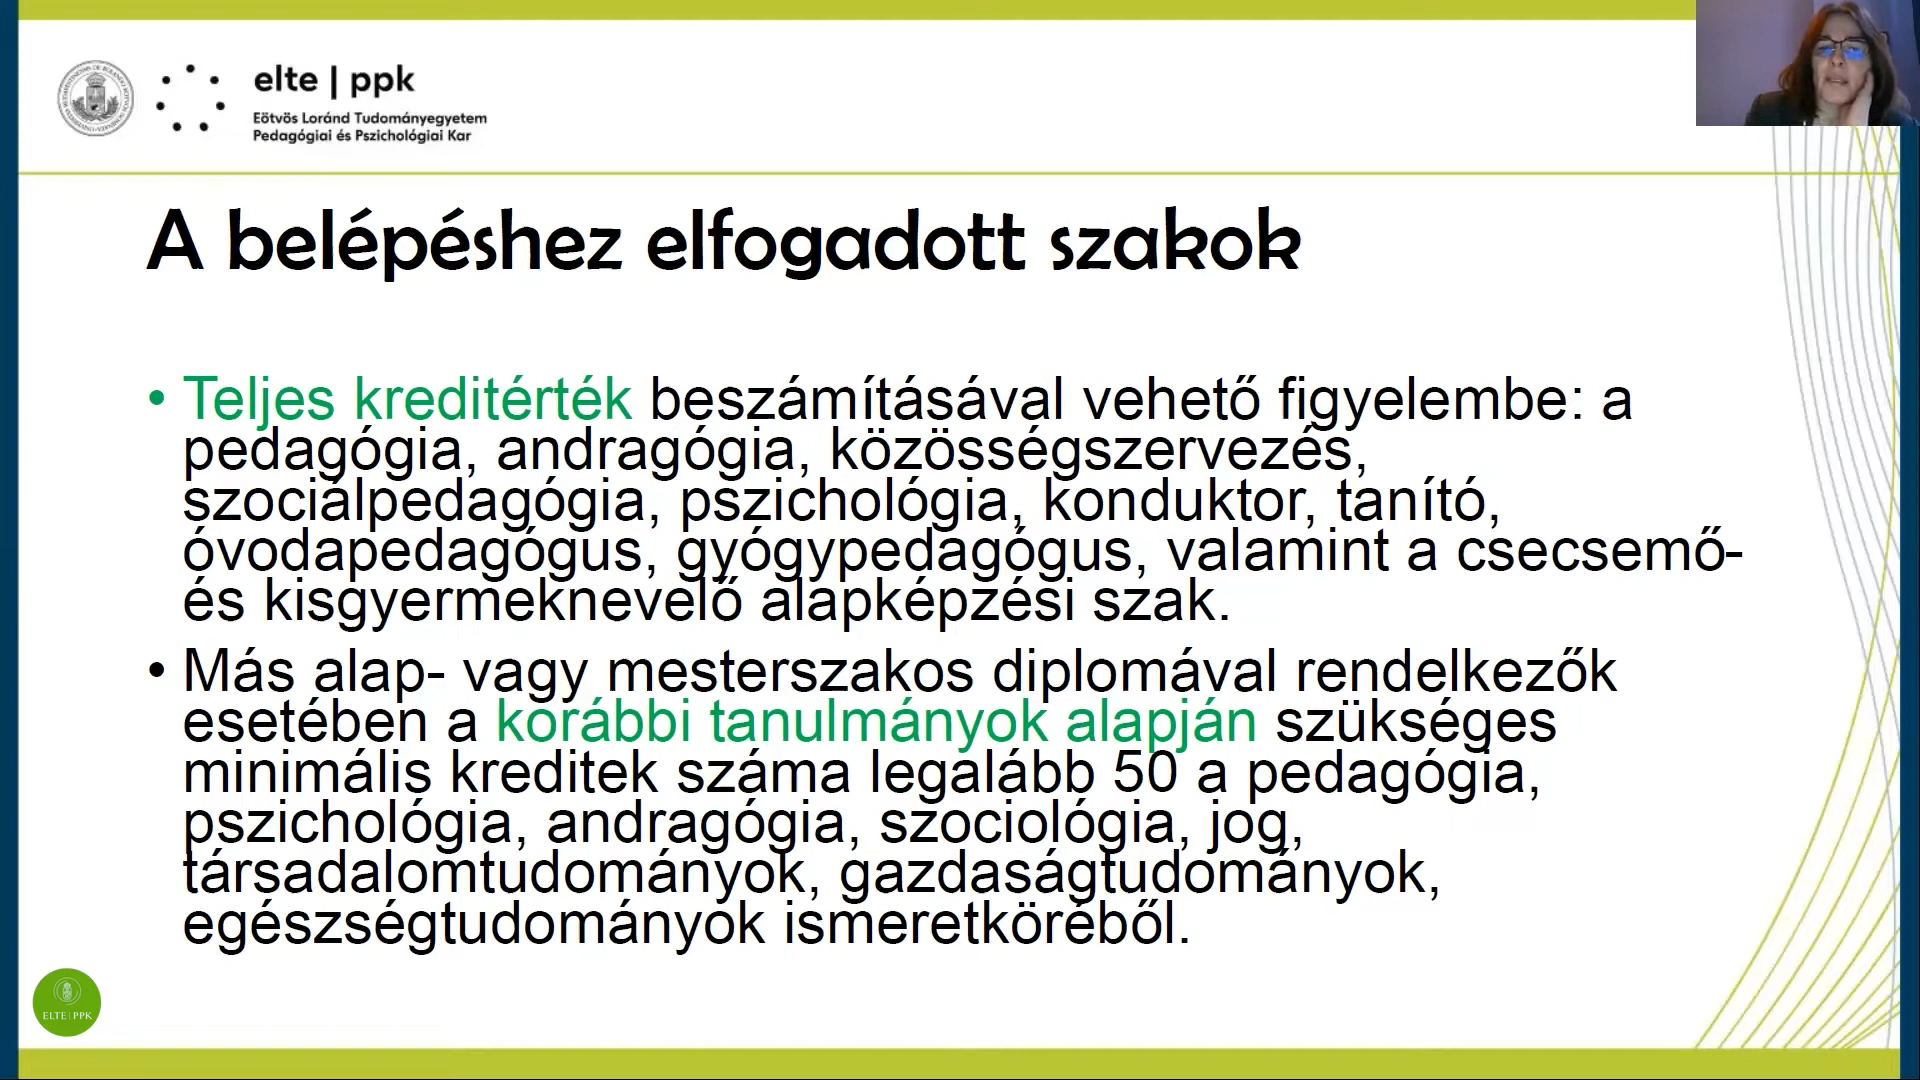 elte | ppk
Eötvös Loránd Tudományegyetem
Pedagógiai és Pszichológiai Kar
A belépéshez elfogadott szakok
• Teljes kreditérték beszámításával vehető figyelembe: a
pedagógia, andragógia, közösségszervezés,
szociálpedagógia, pszichológia, konduktor, tanító,
óvodapedagógus, gyógypedagógus, valamint a csecsemő-
és kisgyermeknevelő alapképzési szak.
• Más alap- vagy mesterszakos diplomával rendelkezők
esetében a korábbi tanulmányok alapján szükséges
minimális kreditek száma legalább 50 a pedagógia,
pszichológia, andragógia, szociológia, jog,
társadalomtudományok, gazdaságtudományok,
egészségtudományok ismeretköréből.
ELTE | PPK